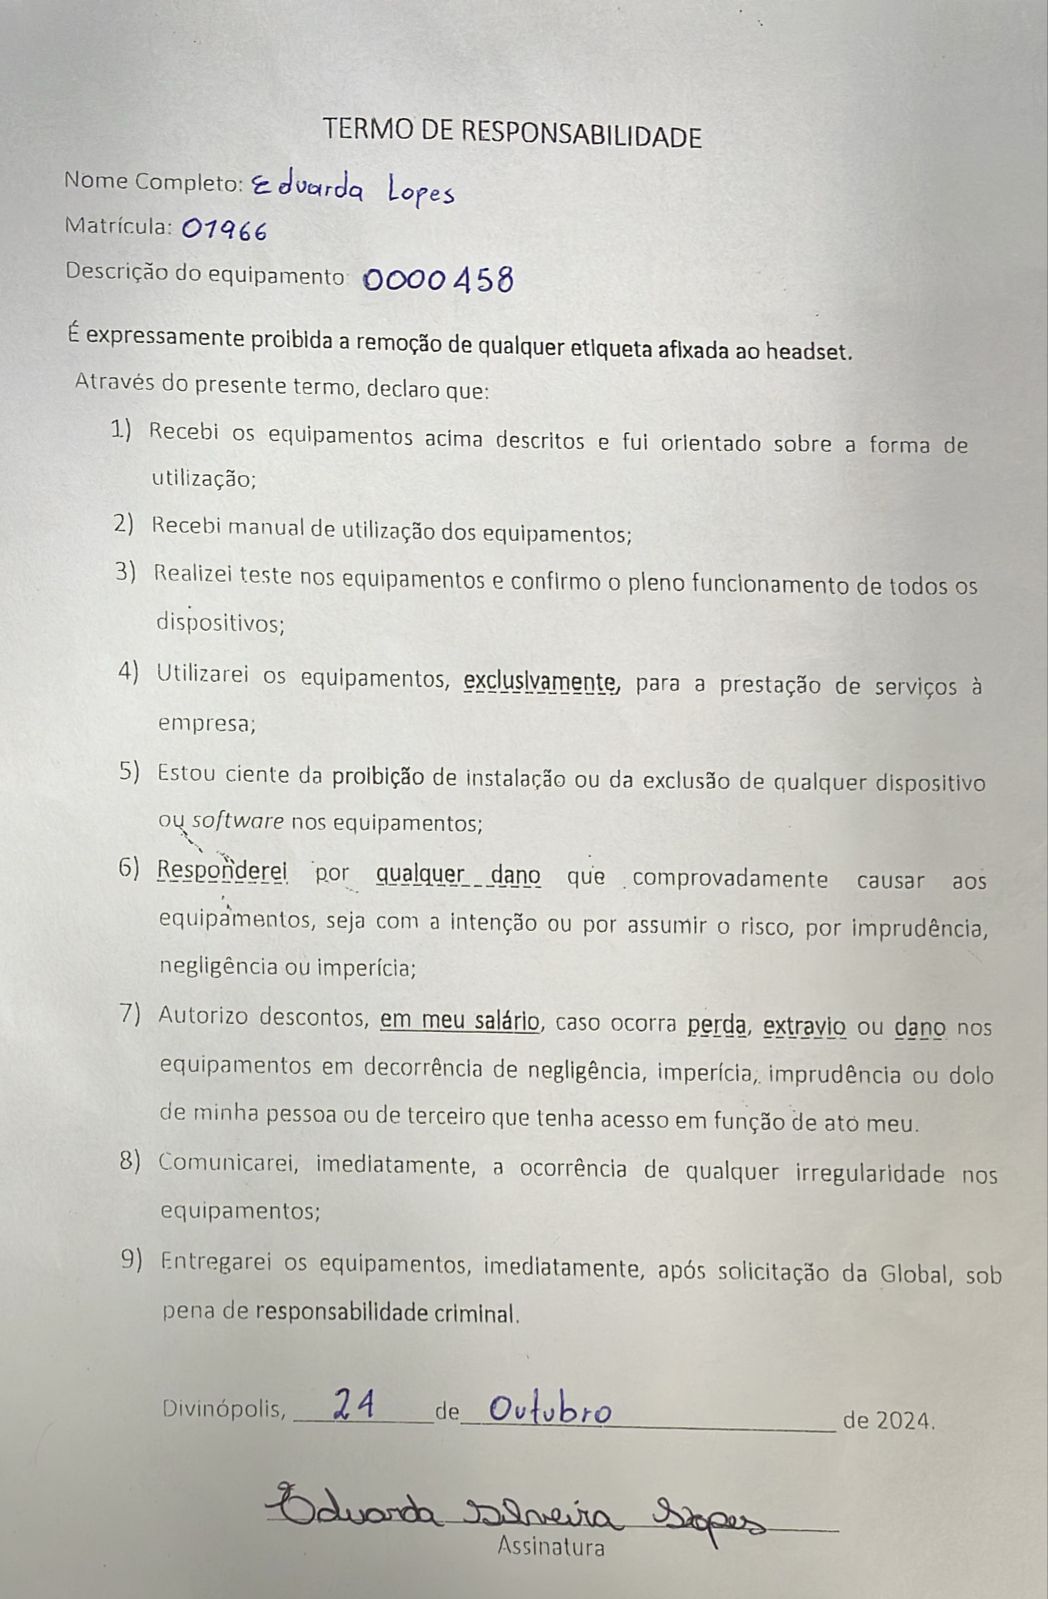 TERMO DE RESPONSABILIDADE
Nome Completo: Eduarda Lopes
Matrícula: 01966
Descrição do equipamento: 0000458
É expressamente proibida a remoção de qualquer etiqueta afixada ao headset.
Através do presente termo, declaro que:
1) Recebi os equipamentos acima descritos e fui orientado sobre a forma de
utilização;
2) Recebi manual de utilização dos equipamentos;
3) Realizei teste nos equipamentos e confirmo o pleno funcionamento de todos os
dispositivos;
4) Utilizarei os equipamentos, exclusivamente, para a prestação de serviços à
empresa;
5) Estou ciente da proibição de instalação ou da exclusão de qualquer dispositivo
ou software nos equipamentos;
6) Responderei por qualquer dano que comprovadamente causar aos
equipamentos, seja com a intenção ou por assumir o risco, por imprudência,
negligência ou imperícia;
7) Autorizo descontos, em meu salário, caso ocorra perda, extravio ou dano nos
equipamentos em decorrência de negligência, imperícia, imprudência ou dolo
de minha pessoa ou de terceiro que tenha acesso em função de ato meu.
8) Comunicarei, imediatamente, a ocorrência de qualquer irregularidade nos
equipamentos;
9) Entregarei os equipamentos, imediatamente, após solicitação da Global, sob
pena de responsabilidade criminal.
Divinópolis, 24 de Outubro de 2024.
Eduarda Silveira Lopes
Assinatura